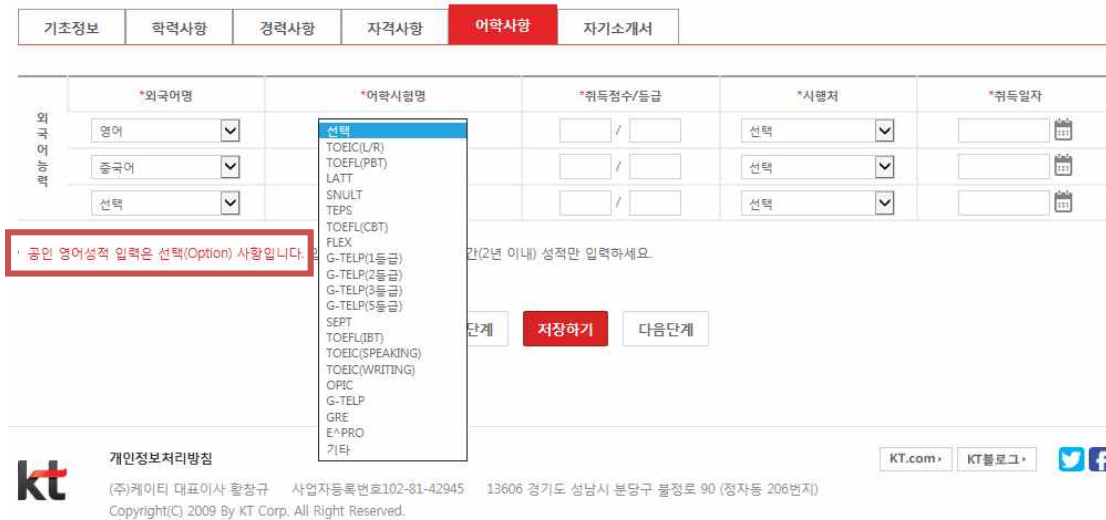 기초정보 학력사항 경력사항 자격사항 어학사항 자기소개서
*외국어명 *어학시험명 *취득점수/등급 *시행처 *취득일자
외국어능력
영어 / 선택
중국어 / 선택
선택 / 선택
선택
TOEIC(L/R)
TOEFL(PBT)
LATT
SNULT
TEPS
TOEFL(CBT)
FLEX
G-TELP(1등급)
G-TELP(2등급)
G-TELP(3등급)
G-TELP(5등급)
SEPT
TOEFL(IBT)
TOEIC(SPEAKING)
TOEIC(WRITING)
OPIC
G-TELP
GRE
E^PRO
기타
공인 영어성적 입력은 선택(Option) 사항입니다. 간(2년 이내) 성적만 입력하세요.
단계 저장하기 다음단계
kt
개인정보처리방침 KT.com KT블로그
(주)케이티 대표이사 황창규 사업자등록번호102-81-42945 13606 경기도 성남시 분당구 불정로 90 (정자동 206번지)
Copyright(C) 2009 By KT Corp. All Right Reserved.